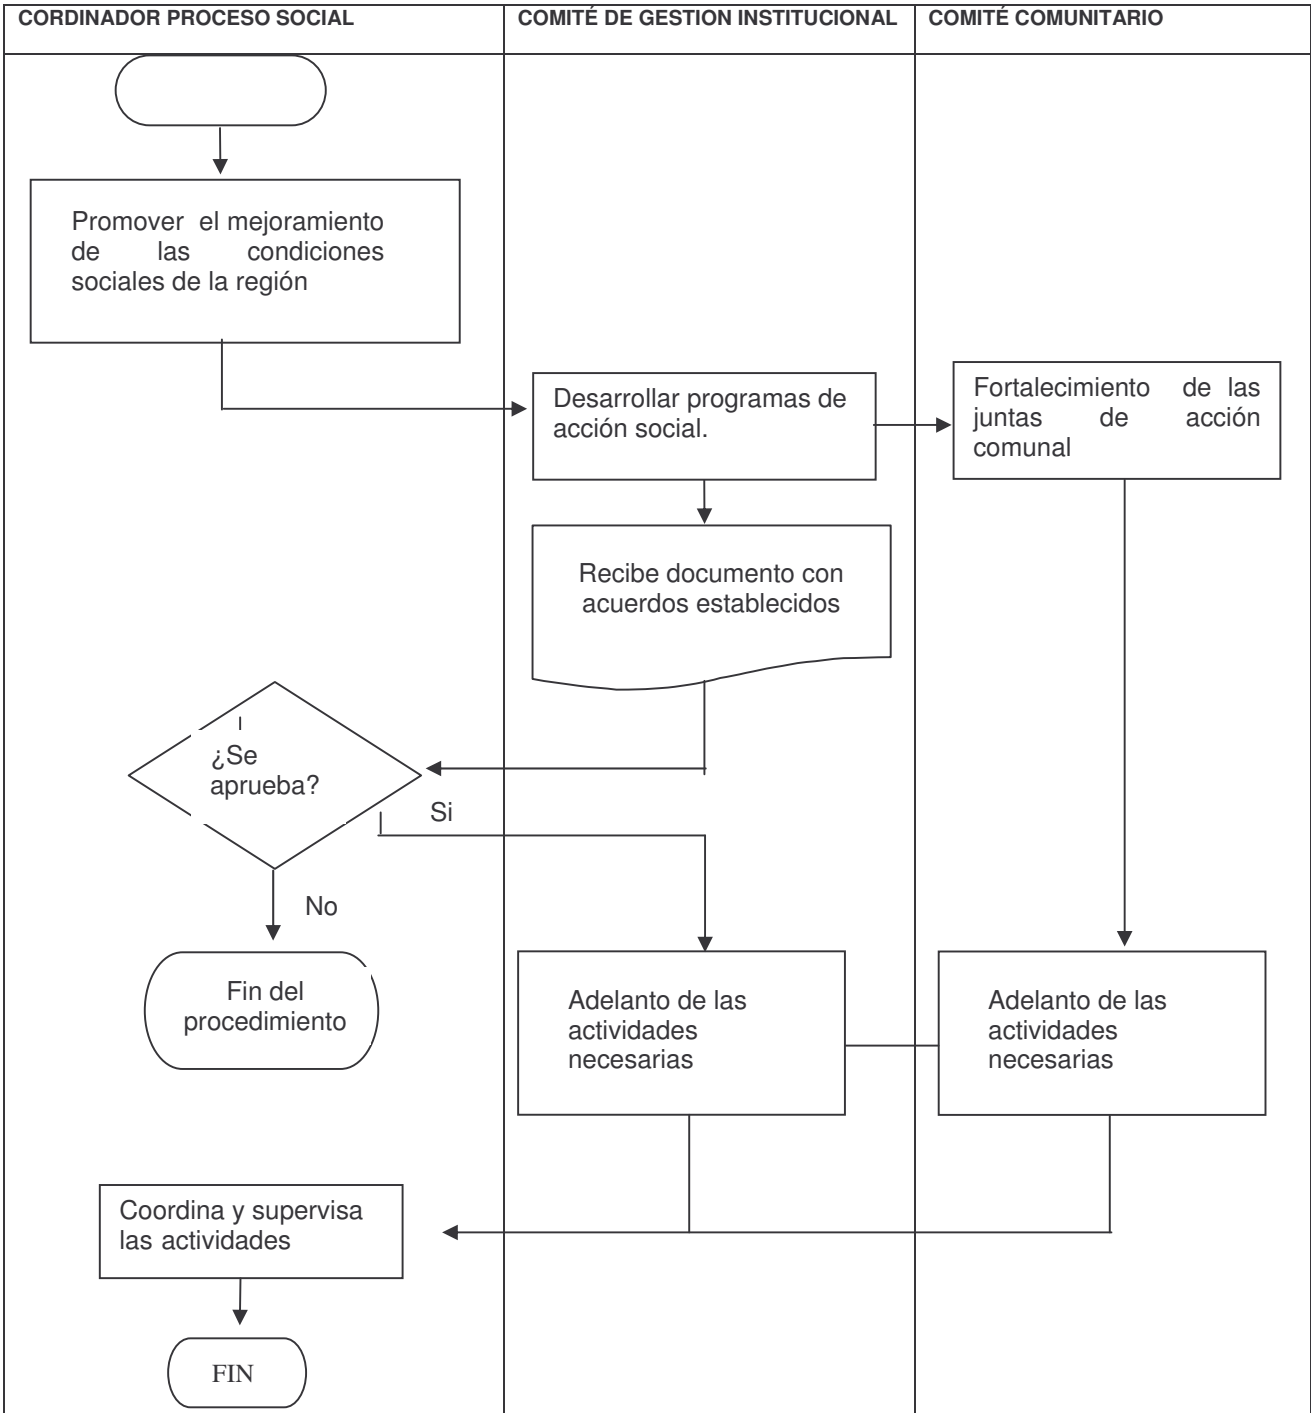 CORDINADOR PROCESO SOCIAL
COMITÉ DE GESTION INSTITUCIONAL
COMITÉ COMUNITARIO
Promover el mejoramiento
de las condiciones
sociales de la región
Desarrollar programas de
acción social.
Fortalecimiento de las
juntas de acción
comunal
Recibe documento con
acuerdos establecidos
¿Se
aprueba?
Si
No
Fin del
procedimiento
Adelanto de las
actividades
necesarias
Adelanto de las
actividades
necesarias
Coordina y supervisa
las actividades
FIN